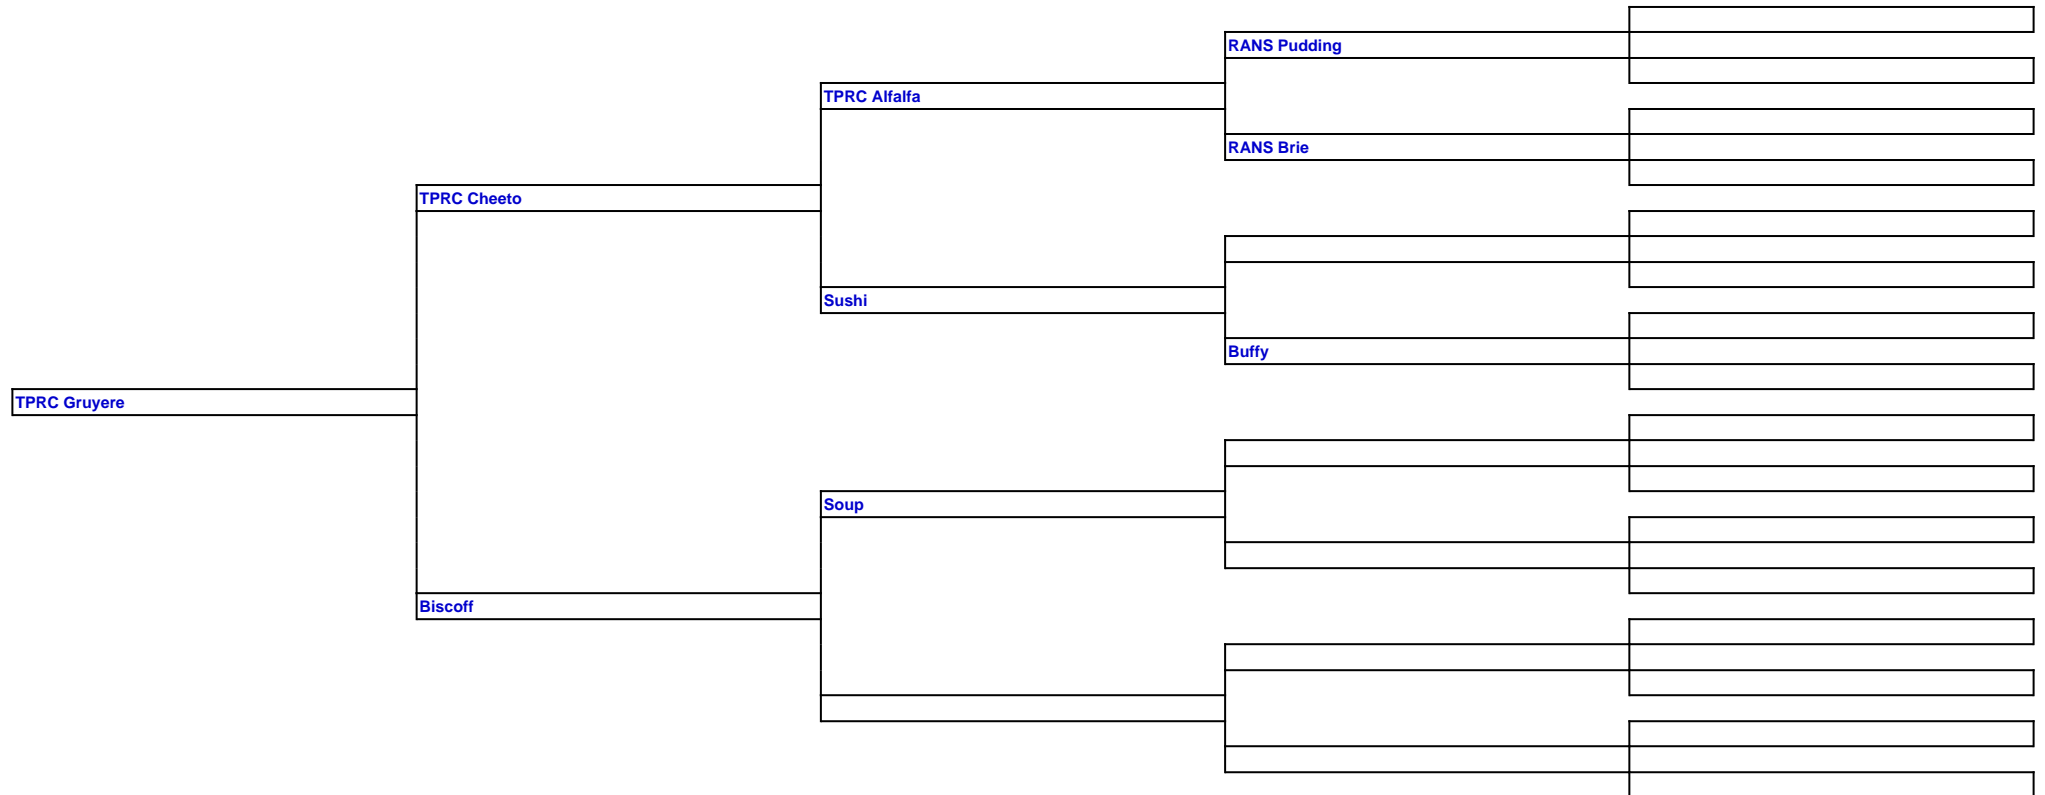 RANS Pudding
TPRC Alfalfa
RANS Brie
TPRC Cheeto
Sushi
Buffy
TPRC Gruyere
Soup
Biscoff